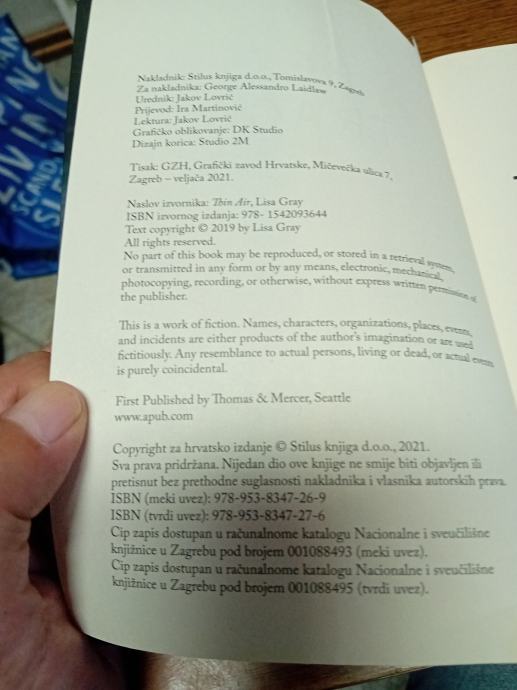 Nakladnik: Stilus knjiga d.o.o., Tomislavova 9, Zagreb
Za nakladnika: George Alessandro Laidlaw
Urednik: Jakov Lovrić
Prijevod: Ira Martinović
Lektura: Jakov Lovrić
Grafičko oblikovanje: DK Studio
Dizajn korica: Studio 2M
Tisak: GZH, Grafički zavod Hrvatske, Mičevečka ulica 7,
Zagreb – veljača 2021.
Naslov izvornika: Thin Air, Lisa Gray
ISBN izvornog izdanja: 978- 1542093644
Text copyright © 2019 by Lisa Gray
All rights reserved.
No part of this book may be reproduced, or stored in a retrieval system,
or transmitted in any form or by any means, electronic, mechanical,
photocopying, recording, or otherwise, without express written permission of
the publisher.
This is a work of fiction. Names, characters, organizations, places, events,
and incidents are either products of the author's imagination or are used
fictitiously. Any resemblance to actual persons, living or dead, or actual events
is purely coincidental.
First Published by Thomas & Mercer, Seattle
www.apub.com
Copyright za hrvatsko izdanje © Stilus knjiga d.o.o., 2021.
Sva prava pridržana. Nijedan dio ove knjige ne smije biti objavljen ili
pretisnut bez prethodne suglasnosti nakladnika i vlasnika autorskih prava.
ISBN (meki uvez): 978-953-8347-26-9
ISBN (tvrdi uvez): 978-953-8347-27-6
Cip zapis dostupan u računalnome katalogu Nacionalne i sveučilišne
knjižnice u Zagrebu pod brojem 001088493 (meki uvez).
Cip zapis dostupan u računalnome katalogu Nacionalne i sveučilišne
knjižnice u Zagrebu pod brojem 001088495 (tvrdi uvez).